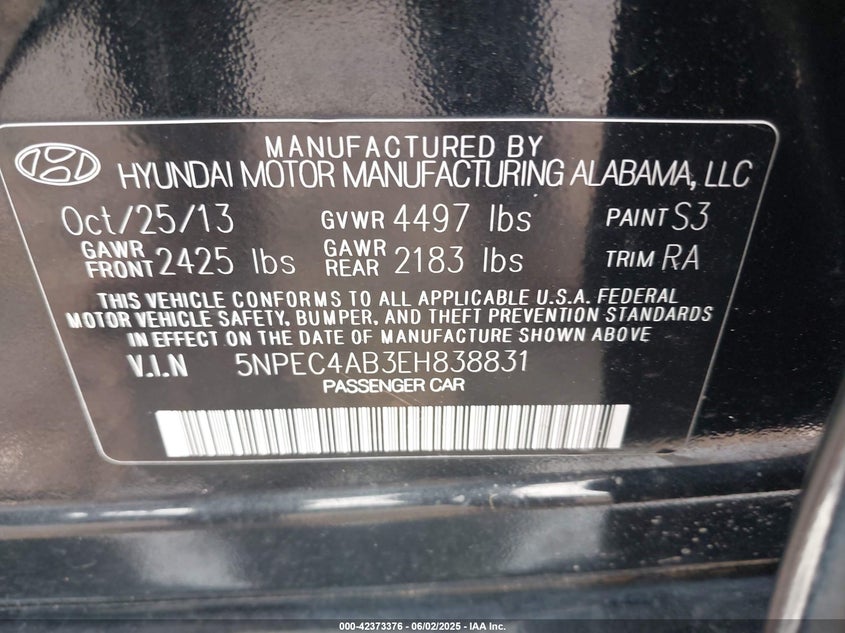 MANUFACTURED BY
HYUNDAI MOTOR MANUFACTURING ALABAMA, LLC
Oct/25/13 GVWR 4497 lbs PAINT S3
GAWR FRONT 2425 lbs GAWR REAR 2183 lbs TRIM RA
THIS VEHICLE CONFORMS TO ALL APPLICABLE U.S.A. FEDERAL
MOTOR VEHICLE SAFETY, BUMPER, AND THEFT PREVENTION STANDARDS
IN EFFECT ON THE DATE OF MANUFACTURE SHOWN ABOVE
V.I.N 5NPEC4AB3EH838831
PASSENGER CAR
000-42373376 - 06/02/2025 - IAA Inc.